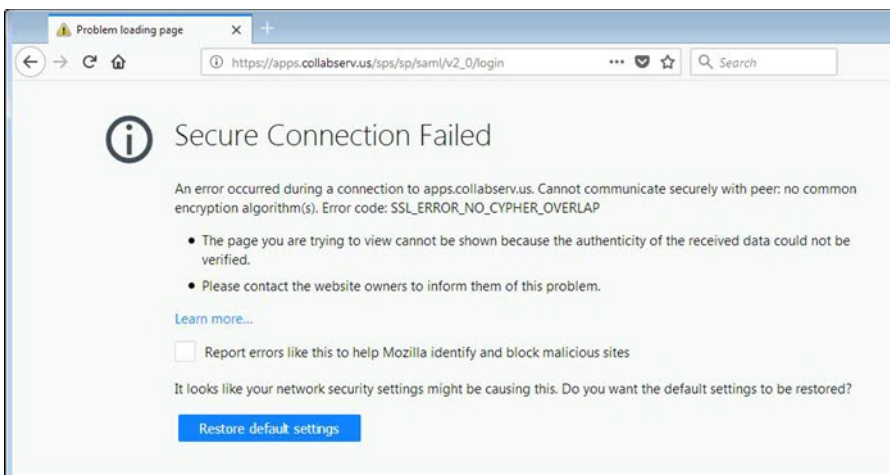 Problem loading page
https://apps.collabserv.us/sps/sp/saml/v2_0/login
Search
Secure Connection Failed
An error occurred during a connection to apps.collabserv.us. Cannot communicate securely with peer: no common
encryption algorithm(s). Error code: SSL_ERROR_NO_CYPHER_OVERLAP
The page you are trying to view cannot be shown because the authenticity of the received data could not be
verified.
Please contact the website owners to inform them of this problem.
Learn more...
Report errors like this to help Mozilla identify and block malicious sites
It looks like your network security settings might be causing this. Do you want the default settings to be restored?
Restore default settings